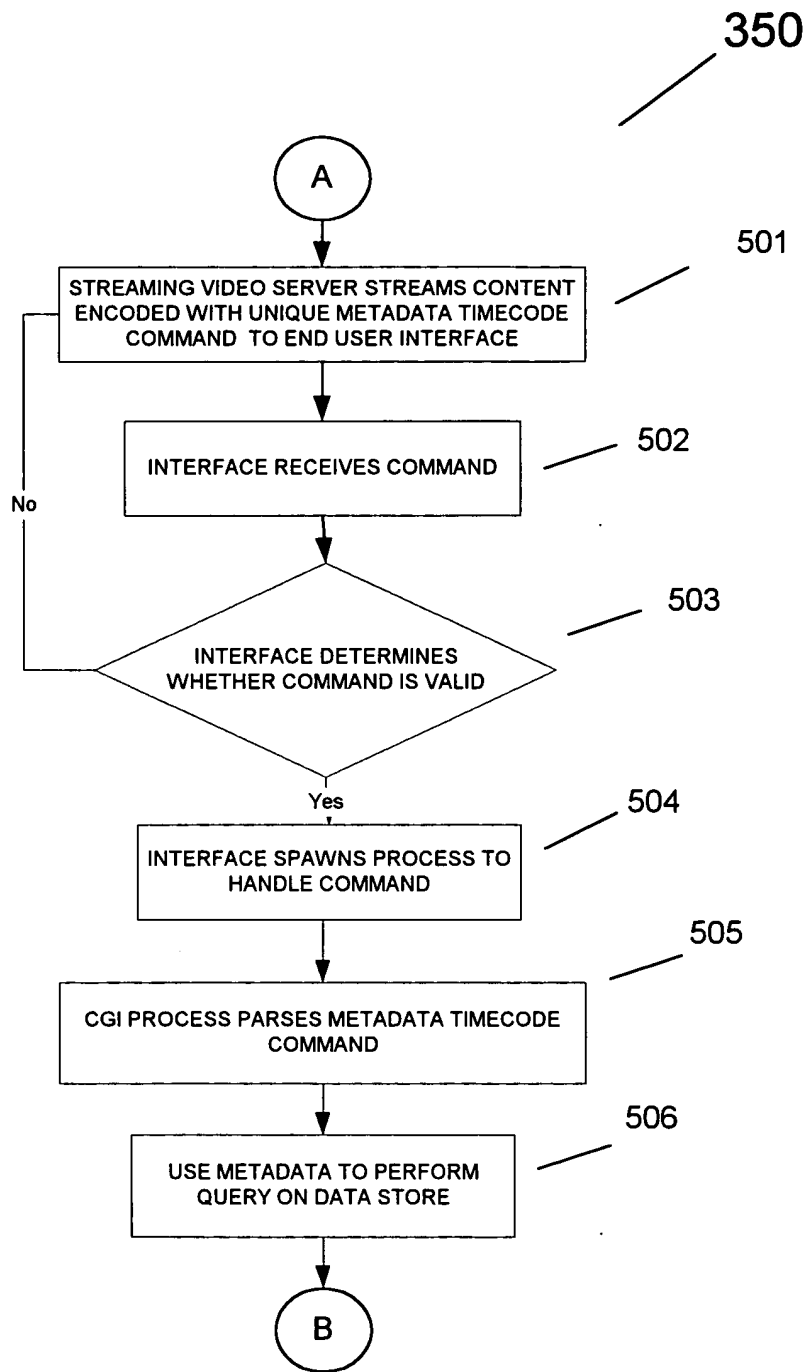 350
A
501
STREAMING VIDEO SERVER STREAMS CONTENT
ENCODED WITH UNIQUE METADATA TIMECODE
COMMAND TO END USER INTERFACE
502
INTERFACE RECEIVES COMMAND
No
503
INTERFACE DETERMINES
WHETHER COMMAND IS VALID
Yes
504
INTERFACE SPAWNS PROCESS TO
HANDLE COMMAND
505
CGI PROCESS PARSES METADATA TIMECODE
COMMAND
506
USE METADATA TO PERFORM
QUERY ON DATA STORE
B